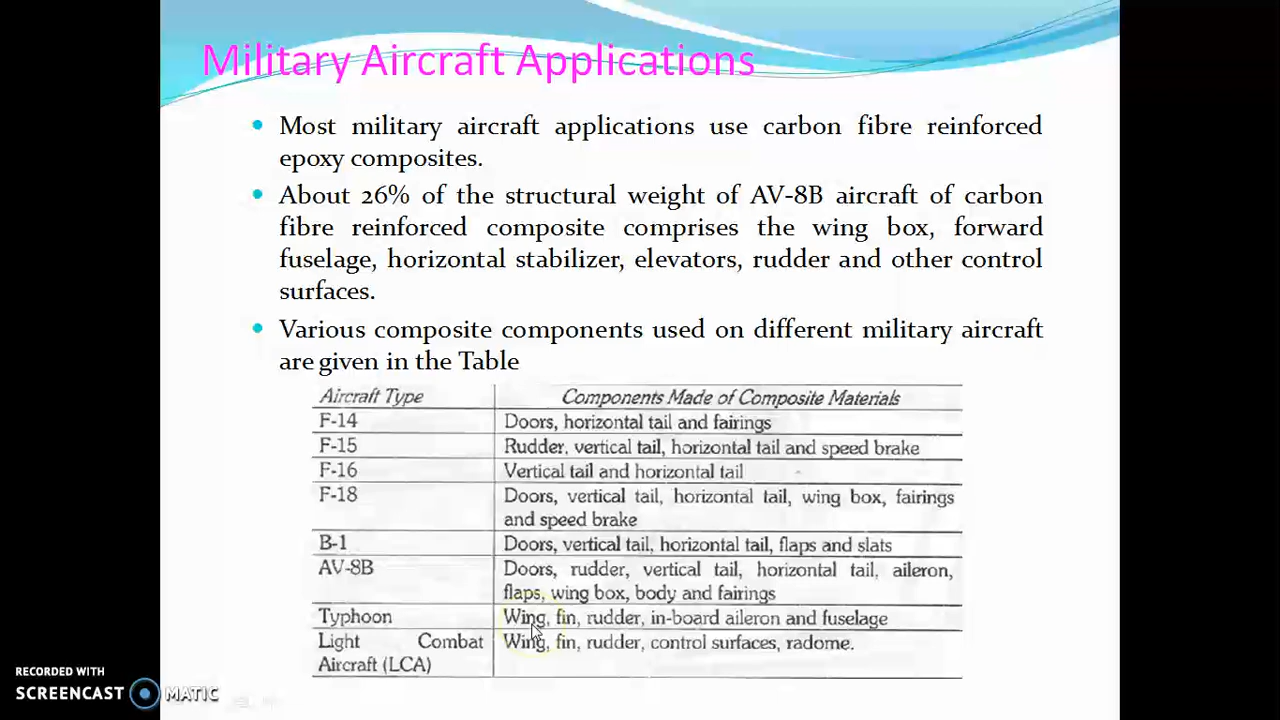 Military Aircraft Applications
• Most military aircraft applications use carbon fibre reinforced
epoxy composites.
• About 26% of the structural weight of AV-8B aircraft of carbon
fibre reinforced composite comprises the wing box, forward
fuselage, horizontal stabilizer, elevators, rudder and other control
surfaces.
• Various composite components used on different military aircraft
are given in the Table
Aircraft Type Components Made of Composite Materials
F-14 Doors, horizontal tail and fairings
F-15 Rudder, vertical tail, horizontal tail and speed brake
F-16 Vertical tail and horizontal tail
F-18 Doors, vertical tail, horizontal tail, wing box, fairings
and speed brake
B-1 Doors, vertical tail, horizontal tail, flaps and slats
AV-8B Doors, rudder, vertical tail, horizontal tail, aileron,
flaps, wing box, body and fairings
Typhoon Wing, fin, rudder, in-board aileron and fuselage
Light Combat Wing, fin, rudder, control surfaces, radome.
Aircraft (LCA)
RECORDED WITH
SCREENCAST MATIC